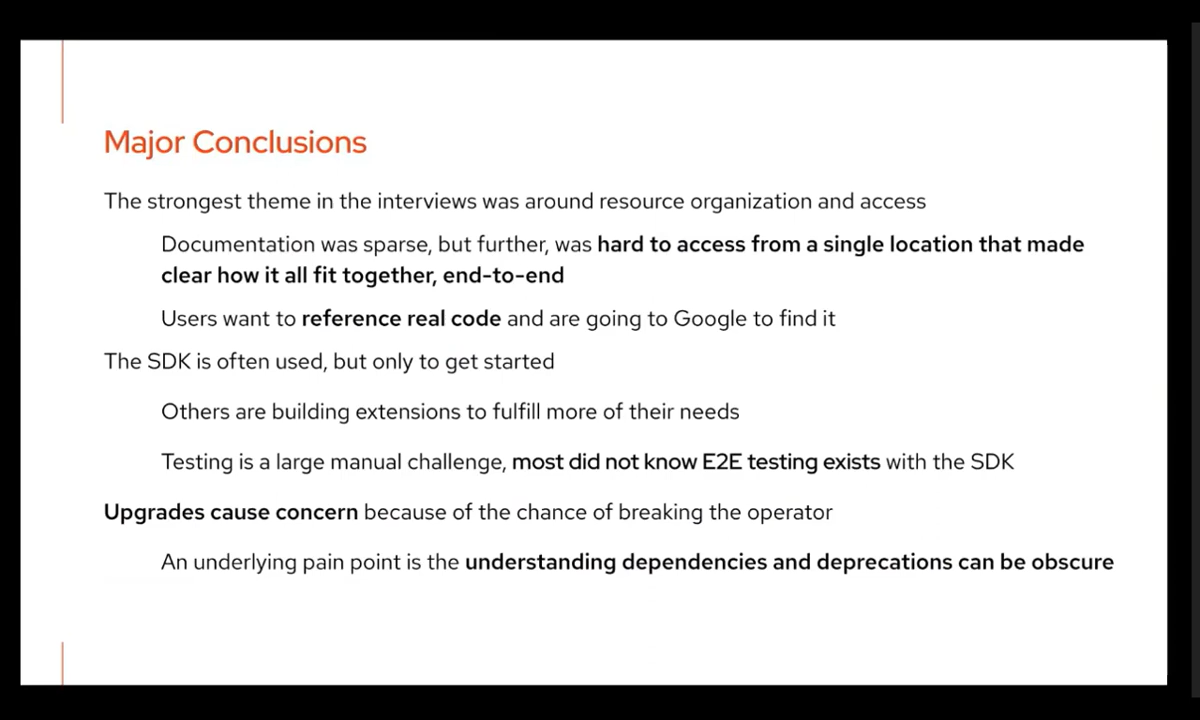 Major Conclusions
The strongest theme in the interviews was around resource organization and access
Documentation was sparse, but further, was hard to access from a single location that made
clear how it all fit together, end-to-end
Users want to reference real code and are going to Google to find it
The SDK is often used, but only to get started
Others are building extensions to fulfill more of their needs
Testing is a large manual challenge, most did not know E2E testing exists with the SDK
Upgrades cause concern because of the chance of breaking the operator
An underlying pain point is the understanding dependencies and deprecations can be obscure